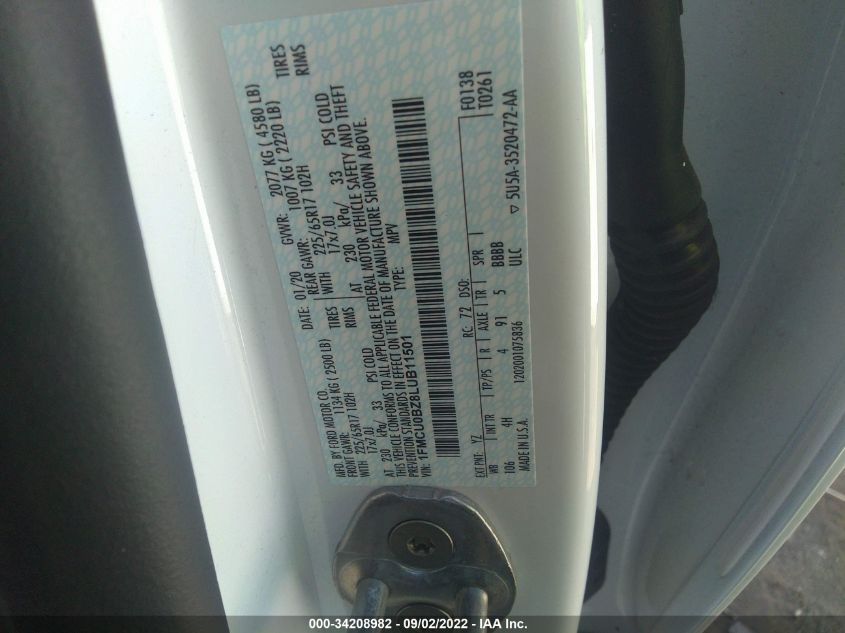 MFD. BY FORD MOTOR CO.
DATE: 01/20 GVWR: 2077 KG ( 4580 LB)
FRONT GAWR: 1134 KG ( 2500 LB) REAR GAWR: 1007 KG ( 2220 LB)
WITH 225/65R17 102H TIRES WITH 225/65R17 102H TIRES
17x7.0J RIMS 17x7.0J RIMS
AT 230 kPa/ 33 PSI COLD AT 230 kPa/ 33 PSI COLD
THIS VEHICLE CONFORMS TO ALL APPLICABLE FEDERAL MOTOR VEHICLE SAFETY AND THEFT
PREVENTION STANDARDS IN EFFECT ON THE DATE OF MANUFACTURE SHOWN ABOVE.
VIN: 1FMCU0BZ8LUB11501 TYPE: MPV
F0138
T0261
EXT PNT: YZ RC: 72 DSO:
WB INT TR TP/PS R AXLE TR SPR
106 4H 4 91 5 BBBB
MADE IN U.S.A. 1202001075836 ULC
▽ 5U5A-3520472-AA
000-34208982 - 09/02/2022 - IAA Inc.